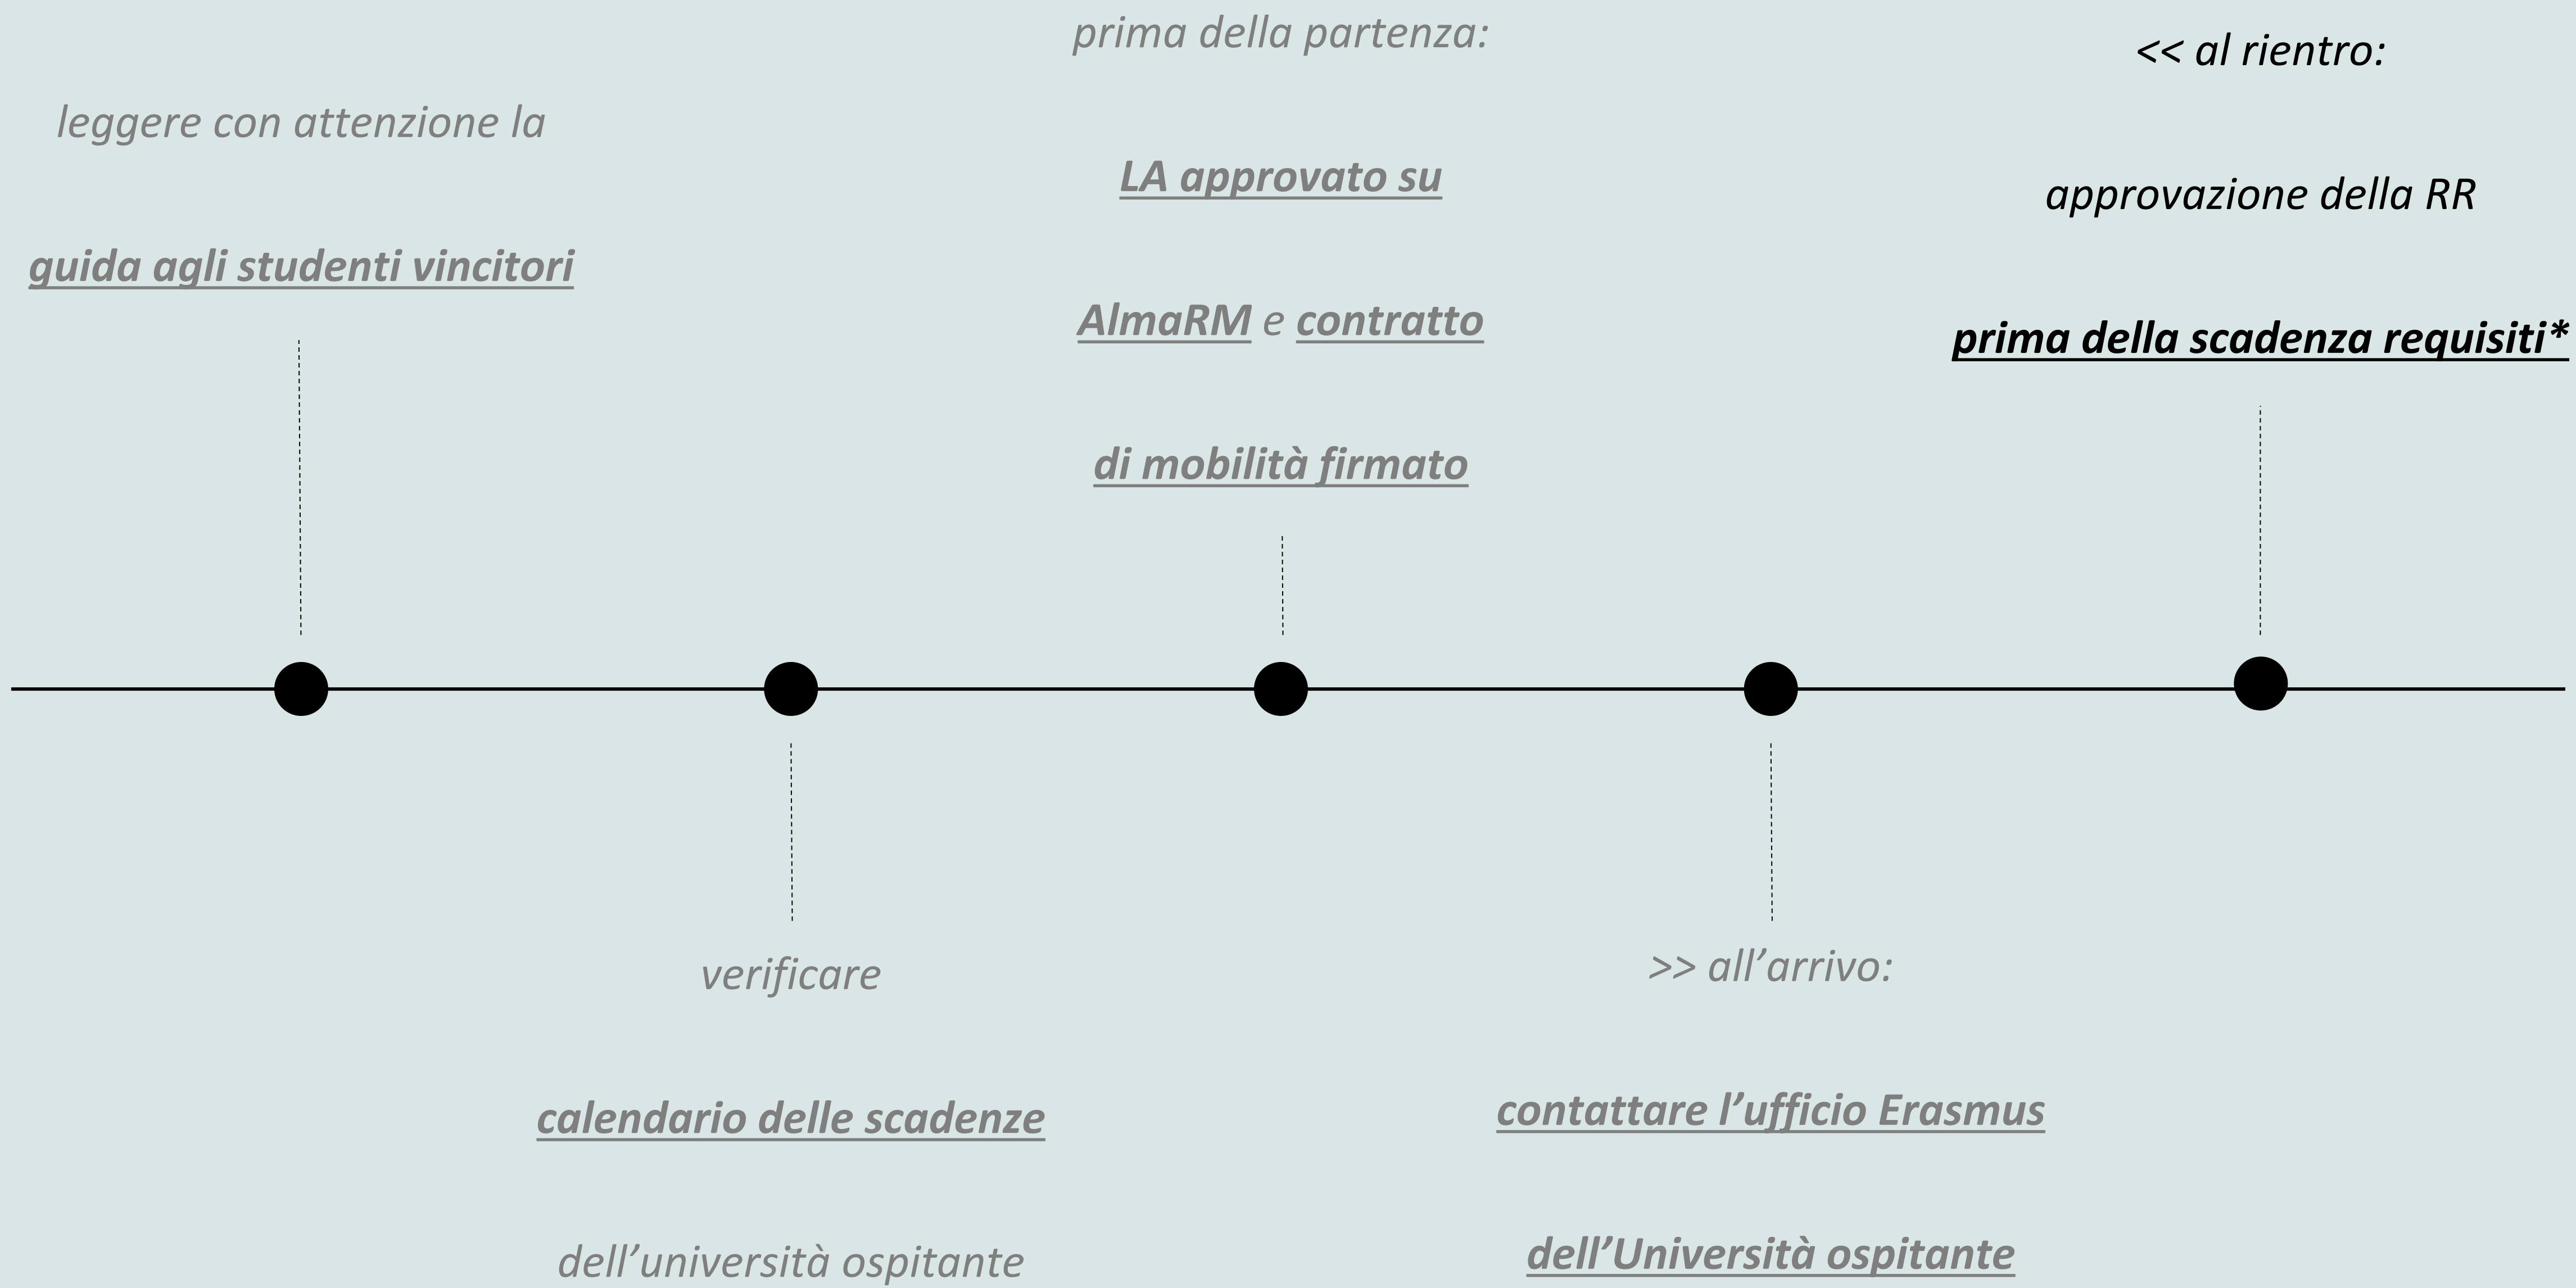 leggere con attenzione la
guida agli studenti vincitori
verificare
calendario delle scadenze
dell’università ospitante
prima della partenza:
LA approvato su
AlmaRM e contratto
di mobilità firmato
>> all’arrivo:
contattare l’ufficio Erasmus
dell’Università ospitante
<< al rientro:
approvazione della RR
prima della scadenza requisiti*